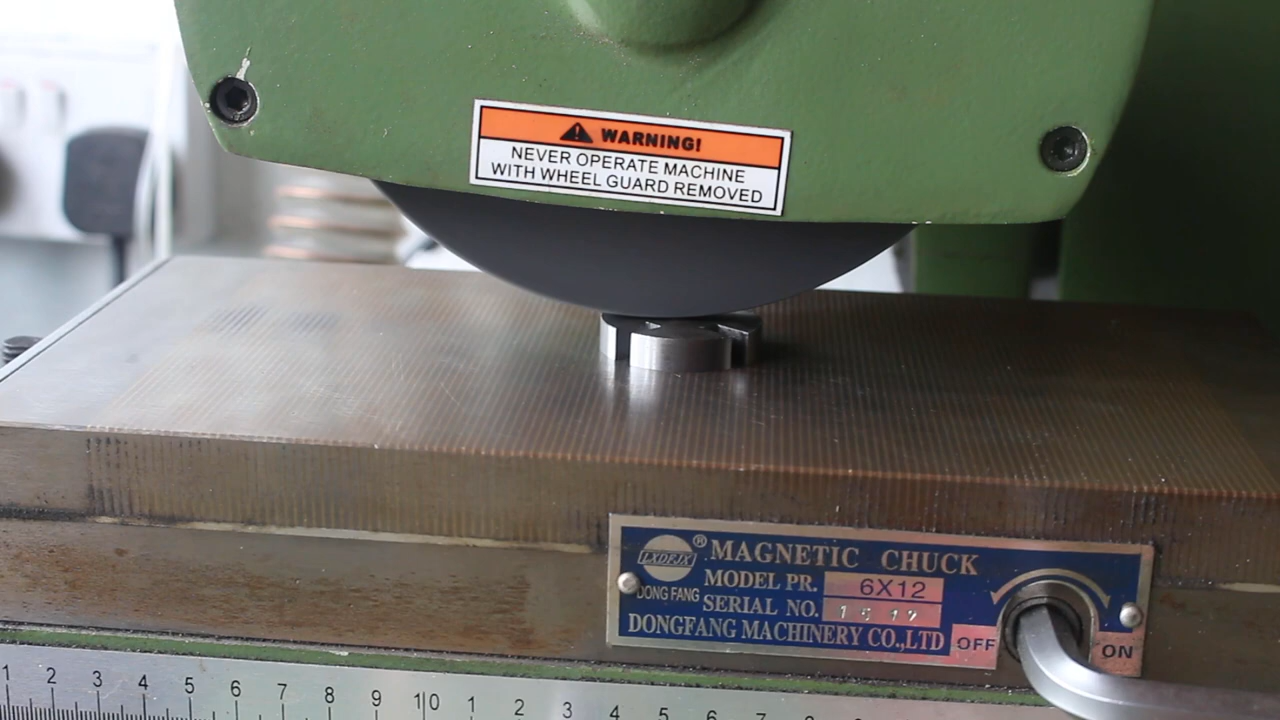 WARNING!
NEVER OPERATE MACHINE
WITH WHEEL GUARD REMOVED
LXDFJX ® MAGNETIC CHUCK
MODEL PR. 6X12
DONG FANG SERIAL NO.
DONGFANG MACHINERY CO.,LTD OFF ON
1 2 3 4 5 6 7 8 9 10 1 2 3 4 5 6 7